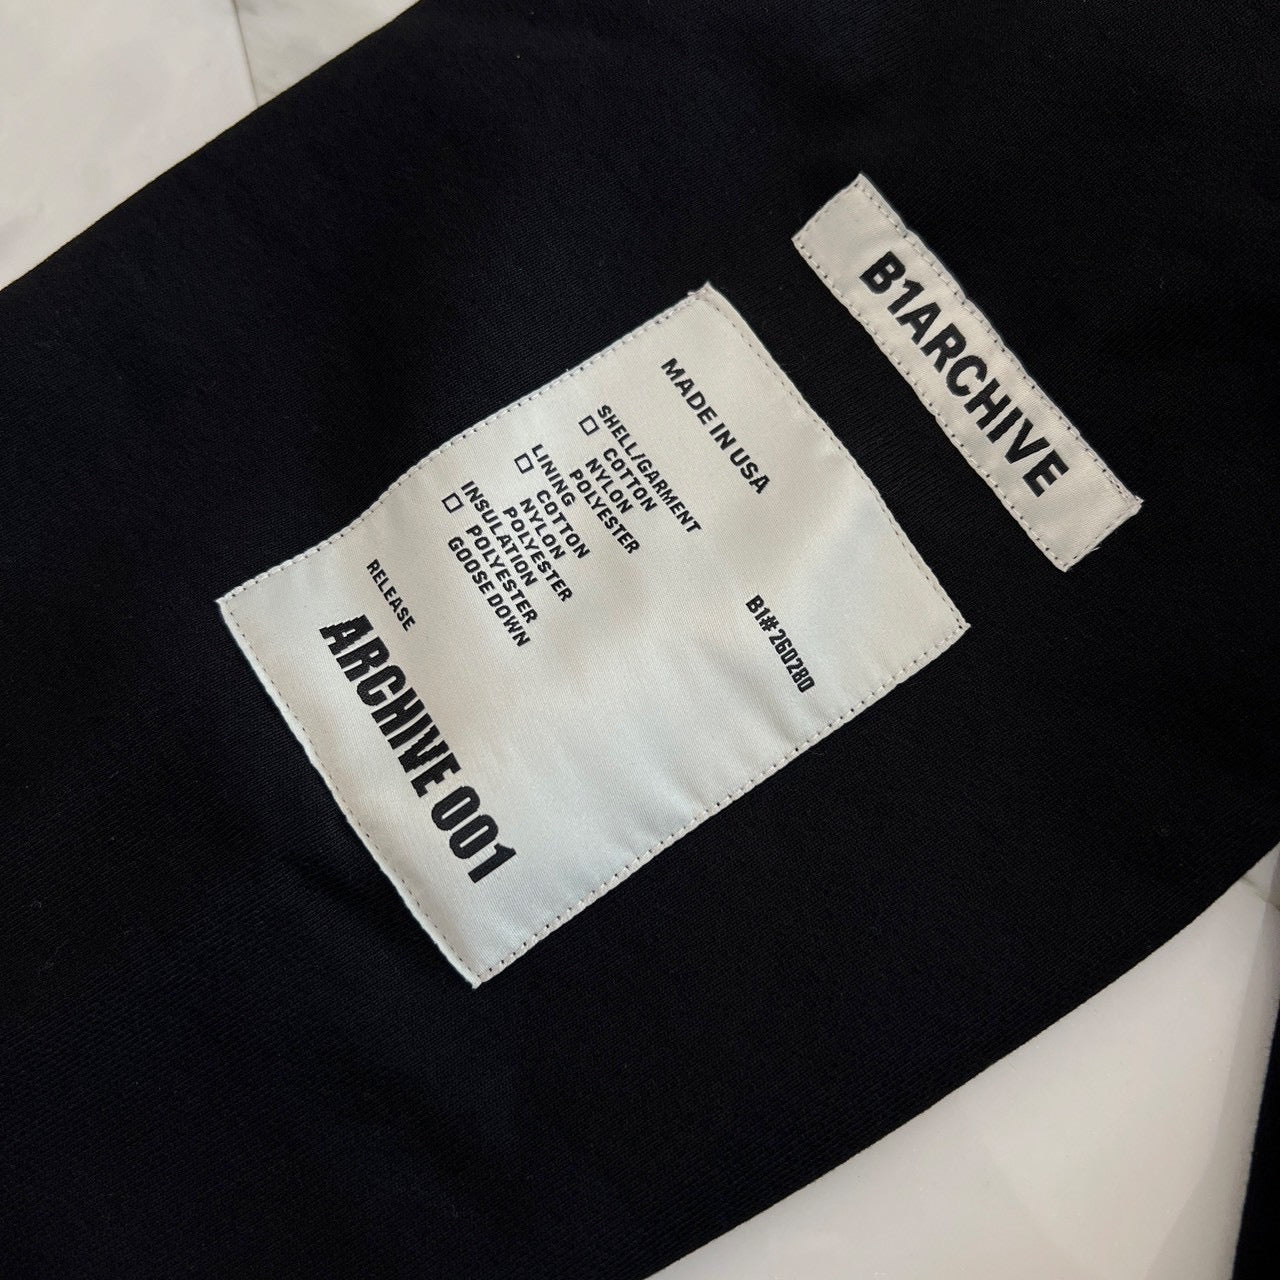 B1ARCHIVE
MADE IN USA
B1#260280
SHELL/GARMENT
COTTON
NYLON
POLYESTER
LINING
COTTON
NYLON
POLYESTER
INSULATION
POLYESTER
GOOSE DOWN
RELEASE
ARCHIVE 001